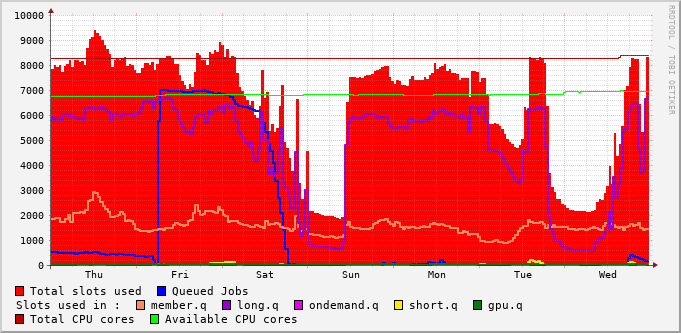 10000
9000
8000
7000
6000
5000
4000
3000
2000
1000
0
Thu Fri Sat Sun Mon Tue Wed
RRDTOOL / TOBI OETIKER
Total slots used Queued Jobs
Slots used in : member.q long.q ondemand.q short.q gpu.q
Total CPU cores Available CPU cores